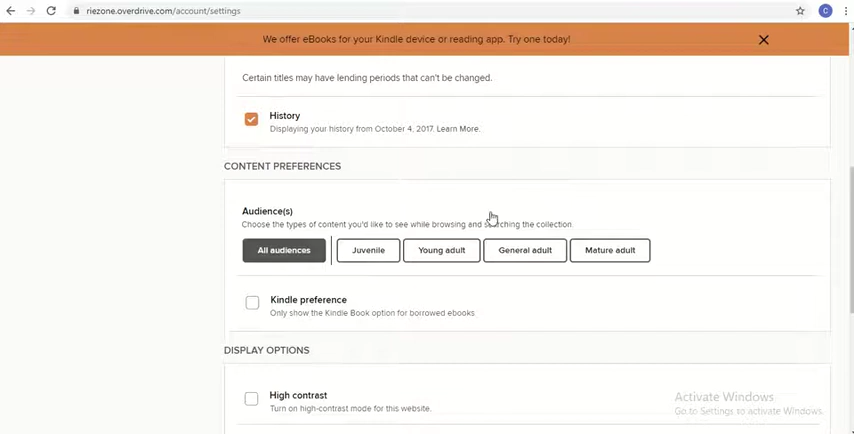 riezone.overdrive.com/account/settings
C
We offer eBooks for your Kindle device or reading app. Try one today!
Certain titles may have lending periods that can't be changed.
History
Displaying your history from October 4, 2017. Learn More.
CONTENT PREFERENCES
Audience(s)
Choose the types of content you'd like to see while browsing and searching the collection.
All audiences Juvenile Young adult General adult Mature adult
Kindle preference
Only show the Kindle Book option for borrowed ebooks
DISPLAY OPTIONS
High contrast
Turn on high-contrast mode for this website.
Activate Windows
Go to Settings to activate Windows.